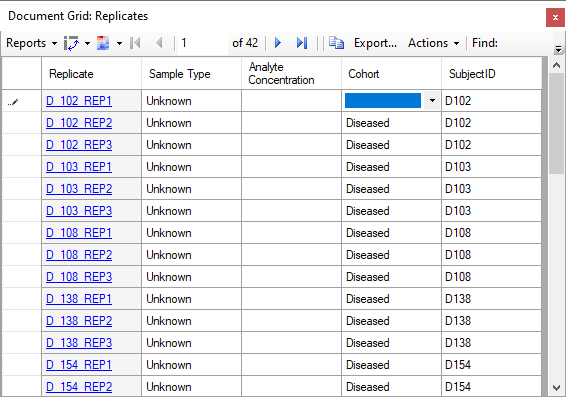 Document Grid: Replicates
Reports 1 of 42 Export... Actions Find:
Replicate Sample Type Analyte Concentration Cohort SubjectID
D_102_REP1 Unknown D102
D_102_REP2 Unknown Diseased D102
D_102_REP3 Unknown Diseased D102
D_103_REP1 Unknown Diseased D103
D_103_REP2 Unknown Diseased D103
D_103_REP3 Unknown Diseased D103
D_108_REP1 Unknown Diseased D108
D_108_REP2 Unknown Diseased D108
D_108_REP3 Unknown Diseased D108
D_138_REP1 Unknown Diseased D138
D_138_REP2 Unknown Diseased D138
D_138_REP3 Unknown Diseased D138
D_154_REP1 Unknown Diseased D154
D_154_REP2 Unknown Diseased D154